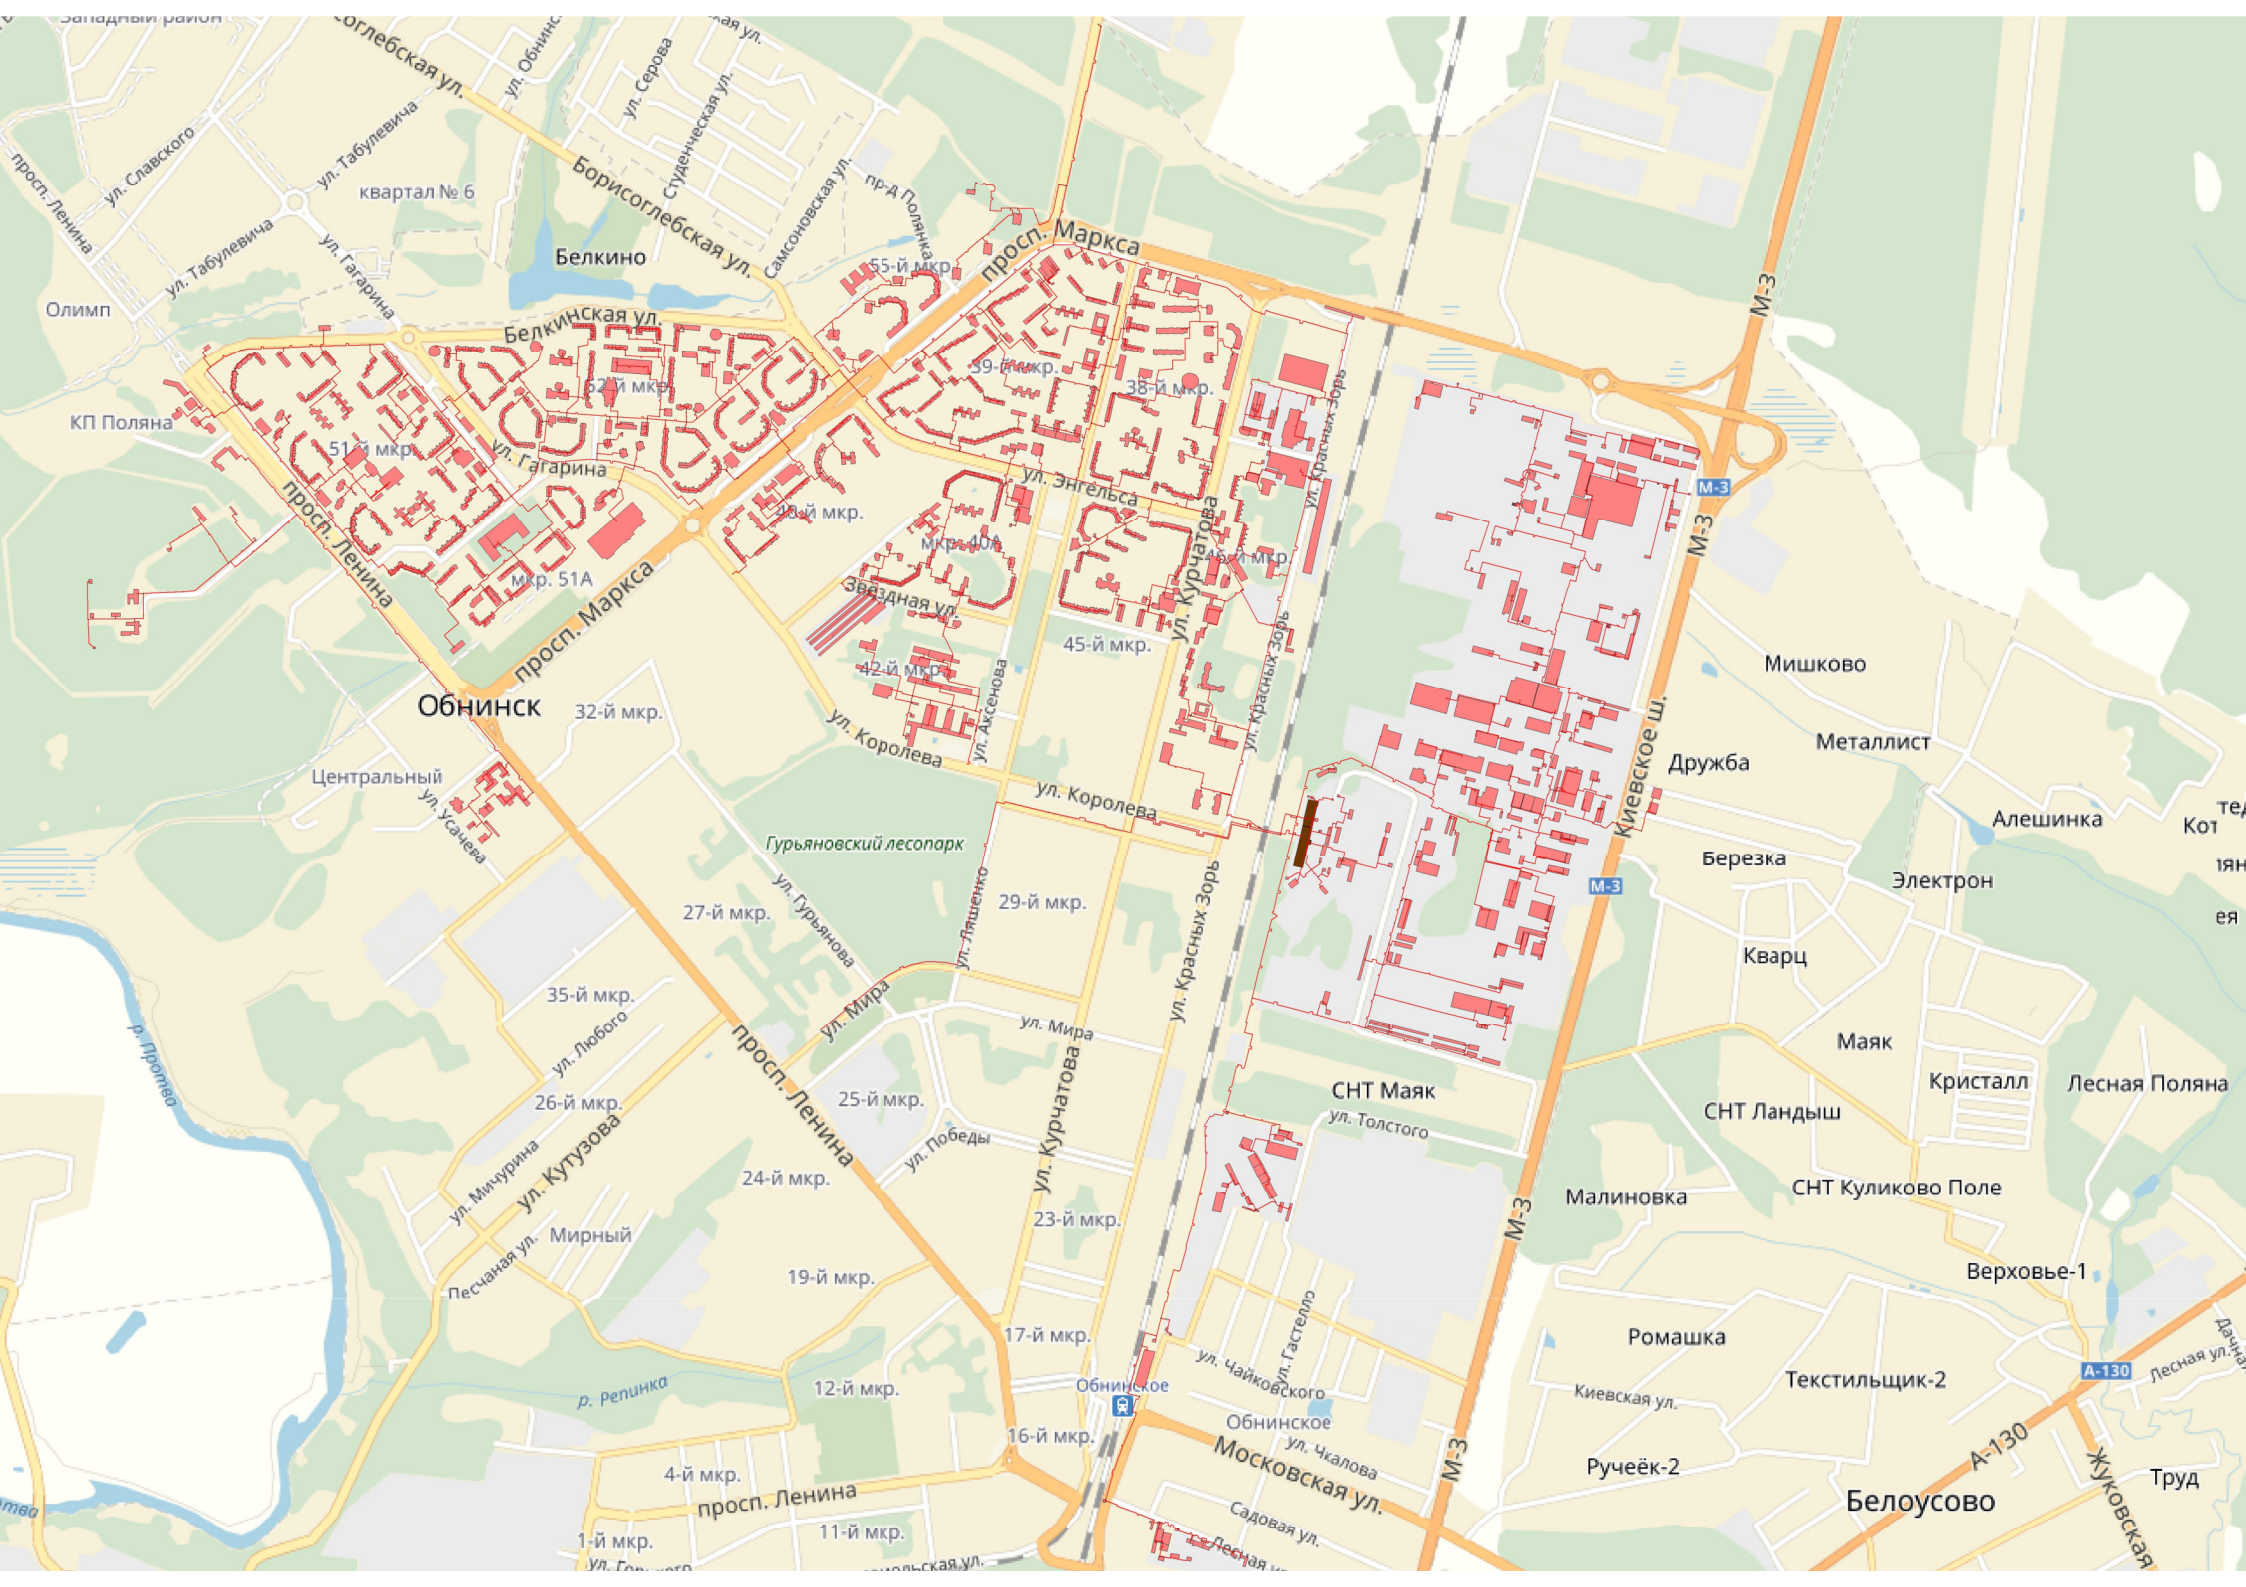 Западный район
соглебская ул.
ул. Обнинс
ул. Серова
ская ул.
Студенческая ул.
просп. Ленина
ул. Славского
ул. Табулевича
квартал № 6
Борисоглебская ул.
Самсоновская ул.
пр-д Полянка
ул. Табулевича
ул. Гагарина
Белкино
просп. Маркса
55-й мкр.
Олимп
Белкинская ул.
М-3
39-й мкр.
38-й мкр.
52-й мкр.
КП Поляна
51-й мкр.
ул. Гагарина
ул. Красных Зорь
ул. Энгельса
М-3
просп. Ленина
40-й мкр.
мкр. 40А
ул. Курчатова
46-й мкр.
М-3
мкр. 51А
Звёздная ул.
просп. Маркса
45-й мкр.
42-й мкр.
ул. Аксенова
ул. Красных Зорь
Мишково
Обнинск
32-й мкр.
ул. Королева
Киевское ш.
Металлист
Дружба
Центральный
ул. Усачева
ул. Королева
Алешинка
Кот
Гурьяновский лесопарк
Березка
Электрон
М-3
ул. Ляшенко
29-й мкр.
27-й мкр.
ул. Гурьянова
ул. Красных Зорь
ея
Кварц
35-й мкр.
ул. Любого
ул. Мира
ул. Мира
р. Протва
просп. Ленина
Маяк
Кристалл
Лесная Поляна
СНТ Маяк
ул. Толстого
СНТ Ландыш
26-й мкр.
25-й мкр.
ул. Победы
ул. Курчатова
ул. Мичурина
ул. Кутузова
24-й мкр.
Малиновка
СНТ Куликово Поле
23-й мкр.
М-3
Мирный
Песчаная ул.
19-й мкр.
Верховье-1
17-й мкр.
ул. Гастелло
Ромашка
Дачна
р. Репинка
12-й мкр.
Обнинское
ул. Чайковского
Киевская ул.
Текстильщик-2
А-130
Лесная ул.
16-й мкр.
Обнинское
ул. Чкалова
Московская ул.
М-3
А-130
Жуковская
4-й мкр.
просп. Ленина
Ручеёк-2
Труд
Белоусово
Садовая ул.
1-й мкр.
11-й мкр.
Лесная